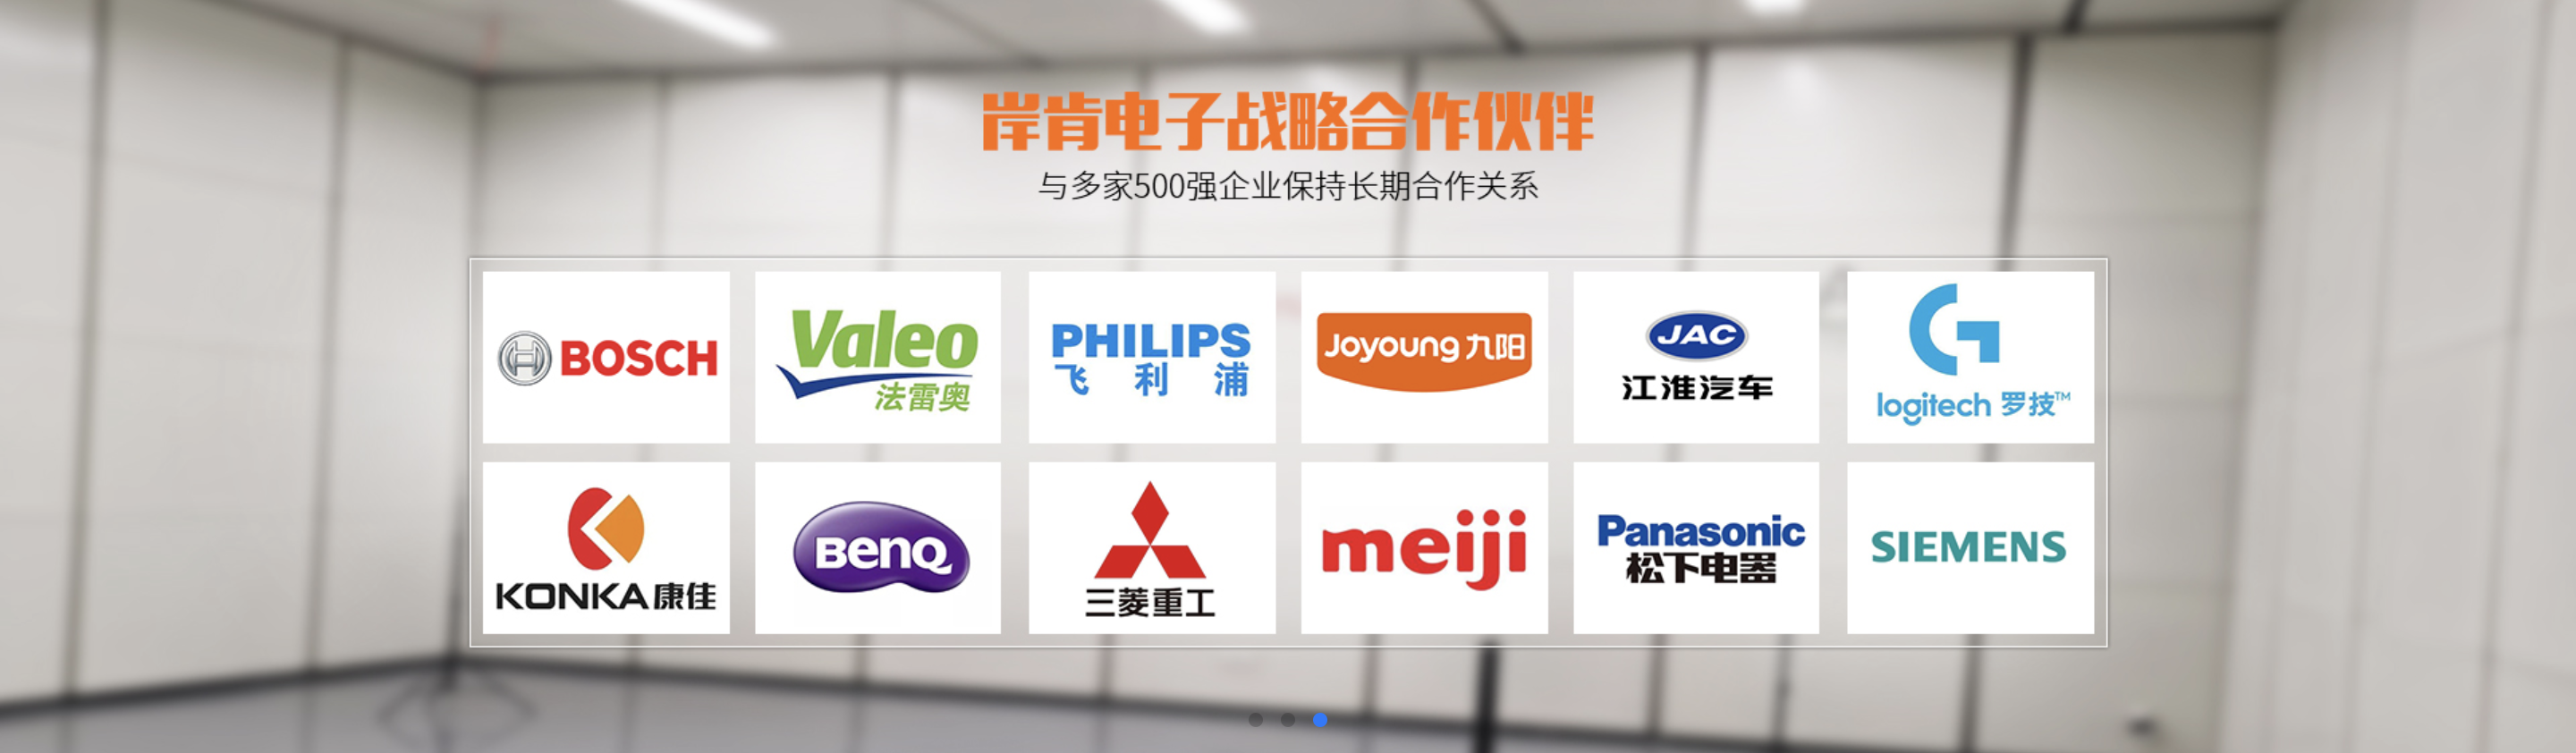 岸肯电子战略合作伙伴
与多家500强企业保持长期合作关系
BOSCH
Valeo
法雷奥
PHILIPS
飞利浦
Joyoung 九阳
JAC
江淮汽车
logitech 罗技™
KONKA 康佳
BenQ
三菱重工
meiji
Panasonic
松下电器
SIEMENS